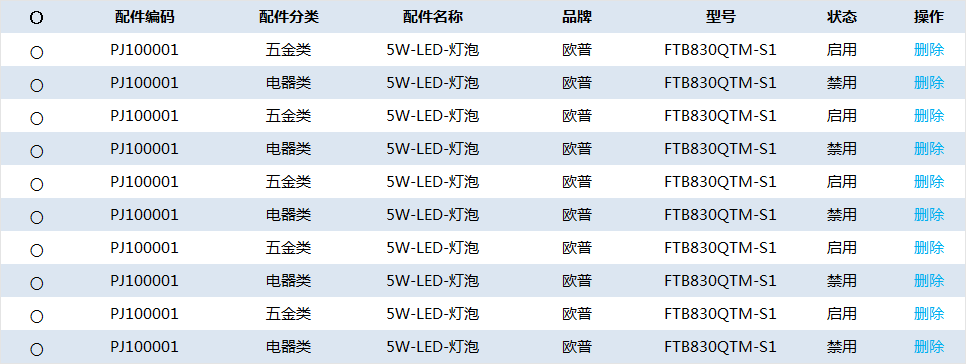 配件编码 配件分类 配件名称 品牌 型号 状态 操作
PJ100001 五金类 5W-LED-灯泡 欧普 FTB830QTM-S1 启用 删除
PJ100001 电器类 5W-LED-灯泡 欧普 FTB830QTM-S1 禁用 删除
PJ100001 五金类 5W-LED-灯泡 欧普 FTB830QTM-S1 启用 删除
PJ100001 电器类 5W-LED-灯泡 欧普 FTB830QTM-S1 禁用 删除
PJ100001 五金类 5W-LED-灯泡 欧普 FTB830QTM-S1 启用 删除
PJ100001 电器类 5W-LED-灯泡 欧普 FTB830QTM-S1 禁用 删除
PJ100001 五金类 5W-LED-灯泡 欧普 FTB830QTM-S1 启用 删除
PJ100001 电器类 5W-LED-灯泡 欧普 FTB830QTM-S1 禁用 删除
PJ100001 五金类 5W-LED-灯泡 欧普 FTB830QTM-S1 启用 删除
PJ100001 电器类 5W-LED-灯泡 欧普 FTB830QTM-S1 禁用 删除